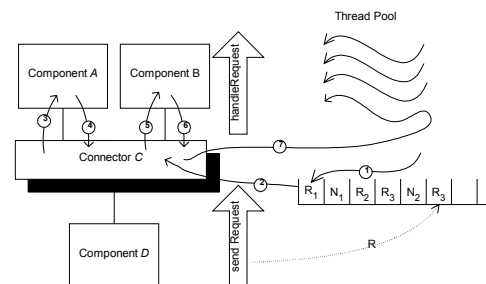 Thread Pool
Component A
Component B
handleRequest
3
4
5
6
7
Connector C
1
2
R1 N1 R2 R3 N2 R3
send Request
R
Component D